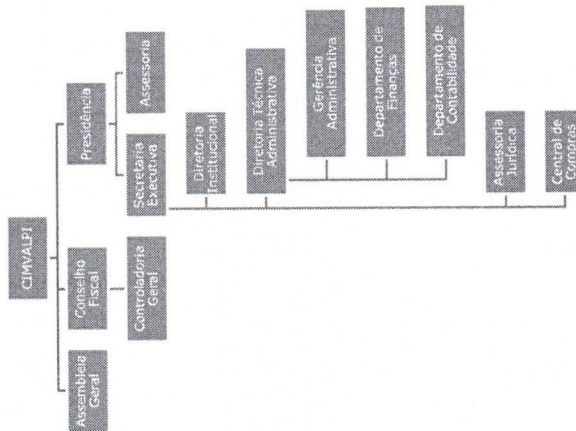 CIMVALPI
Assembleia
Geral
Conselho
Fiscal
Presidência
Controladoria
Geral
Secretaria
Executiva
Assessoria
Diretoria
Institucional
Diretoria Técnica
Administrativa
Gerência
Administrativa
Departamento de
Finanças
Departamento de
Contabilidade
Assessoria
Jurídica
Central de
Compras